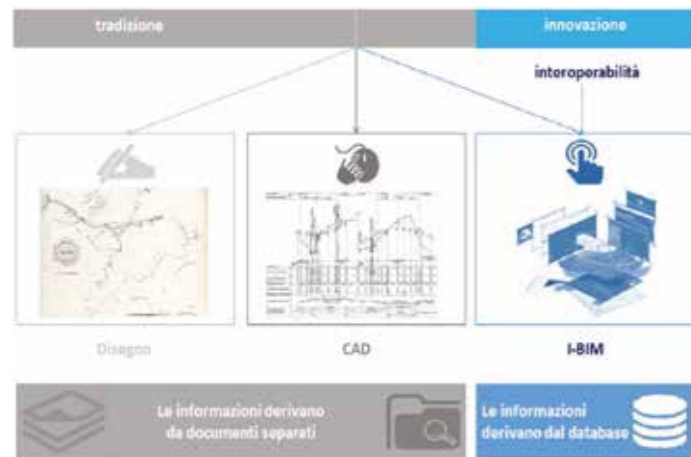 tradizione
innovazione
interoperabilità
Disegno
CAD
I-BIM
Le informazioni derivano
da documenti separati
Le informazioni
derivano dal database